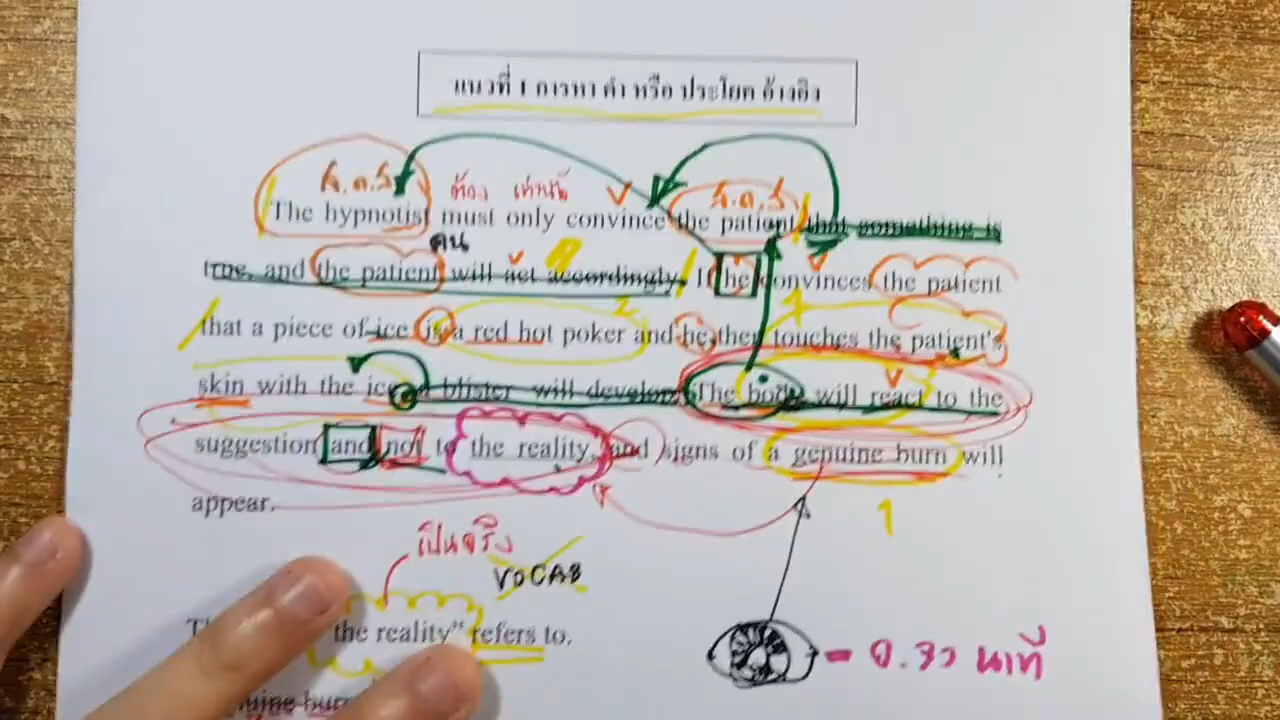 แนวที่ 1 การหา คำ หรือ ประโยค อ้างอิง
ต้อง เท่านั้น
The hypnotist must only convince the patient that something is
คน
true, and the patient will act accordingly. If he convinces the patient
2 1
that a piece of ice is a red hot poker and he then touches the patient's
skin with the ice a blister will develop. The body will react to the
suggestion and not to the reality, and signs of a genuine burn will
appear.
1
เป็นจริง
VOCAB
the reality" refers to.
นาที